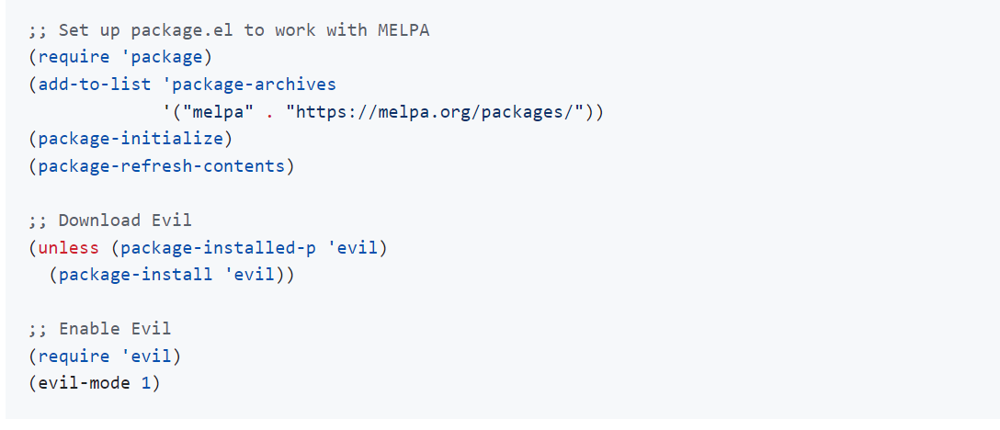 ;; Set up package.el to work with MELPA
(require 'package)
(add-to-list 'package-archives
             '("melpa" . "https://melpa.org/packages/"))
(package-initialize)
(package-refresh-contents)

;; Download Evil
(unless (package-installed-p 'evil)
  (package-install 'evil))

;; Enable Evil
(require 'evil)
(evil-mode 1)